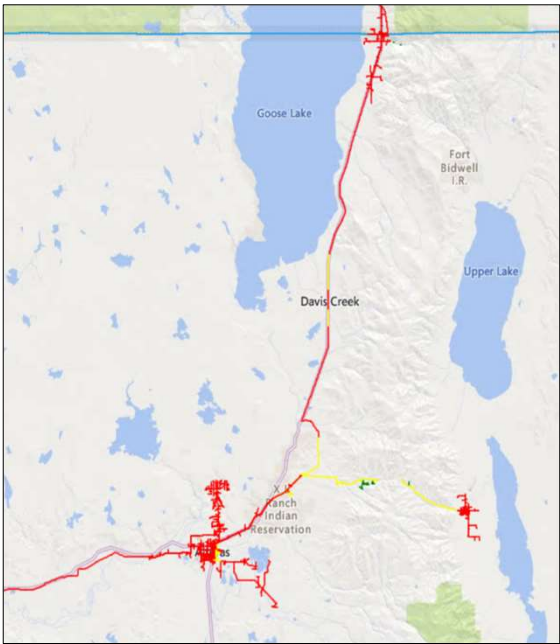 Goose Lake
Fort
Bidwell
I.R.
Upper Lake
Davis Creek
Ranch
Indian
Reservation